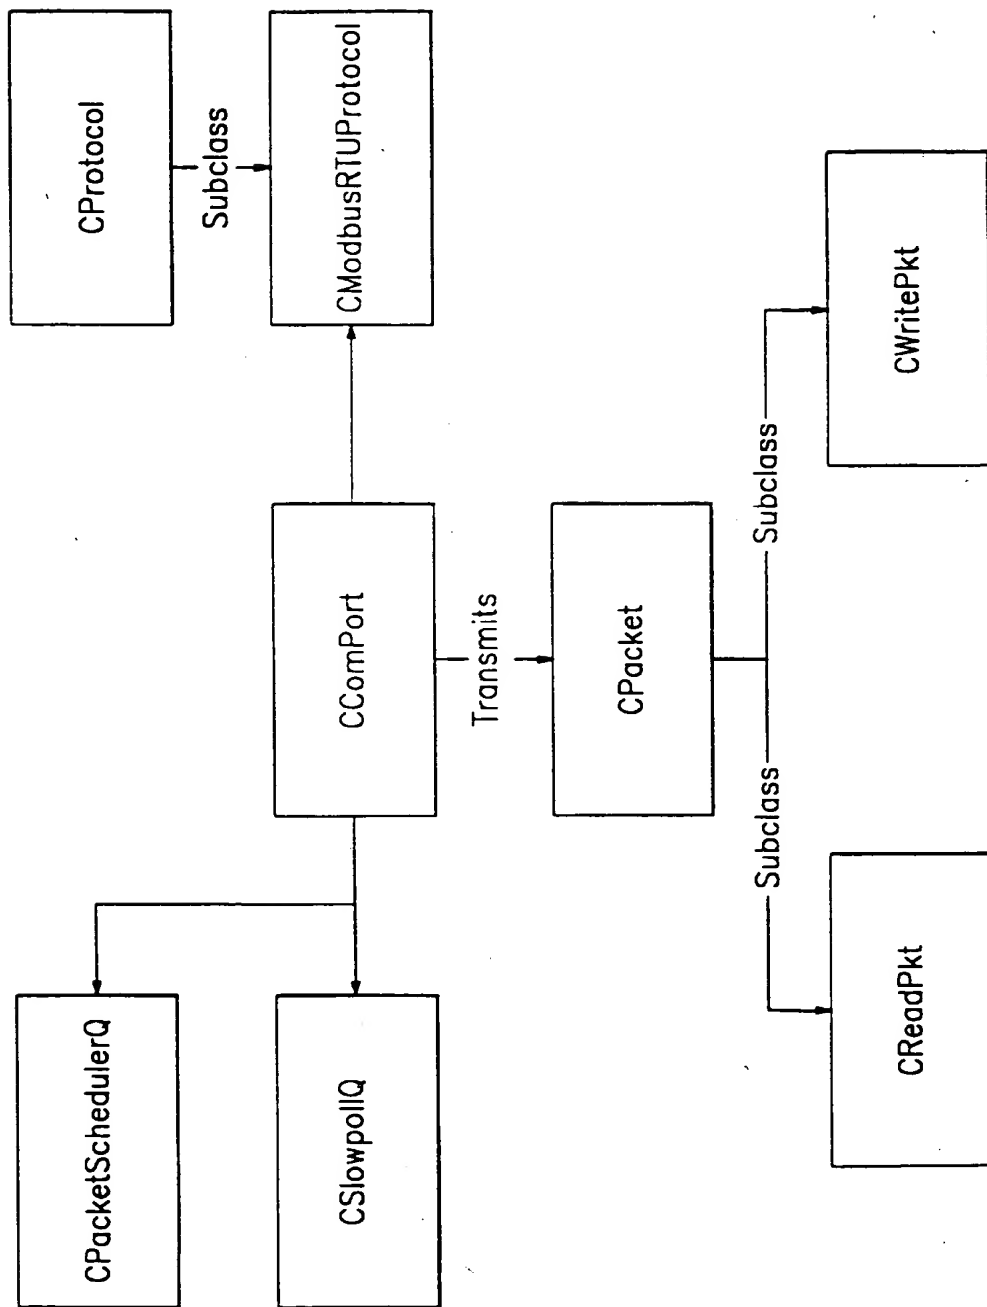 CPacketSchedulerQ
CProtocol
Subclass
CSlowpollQ
CComPort
CModbusRTUProtocol
Transmits
CPacket
Subclass
Subclass
CReadPkt
CWritePkt